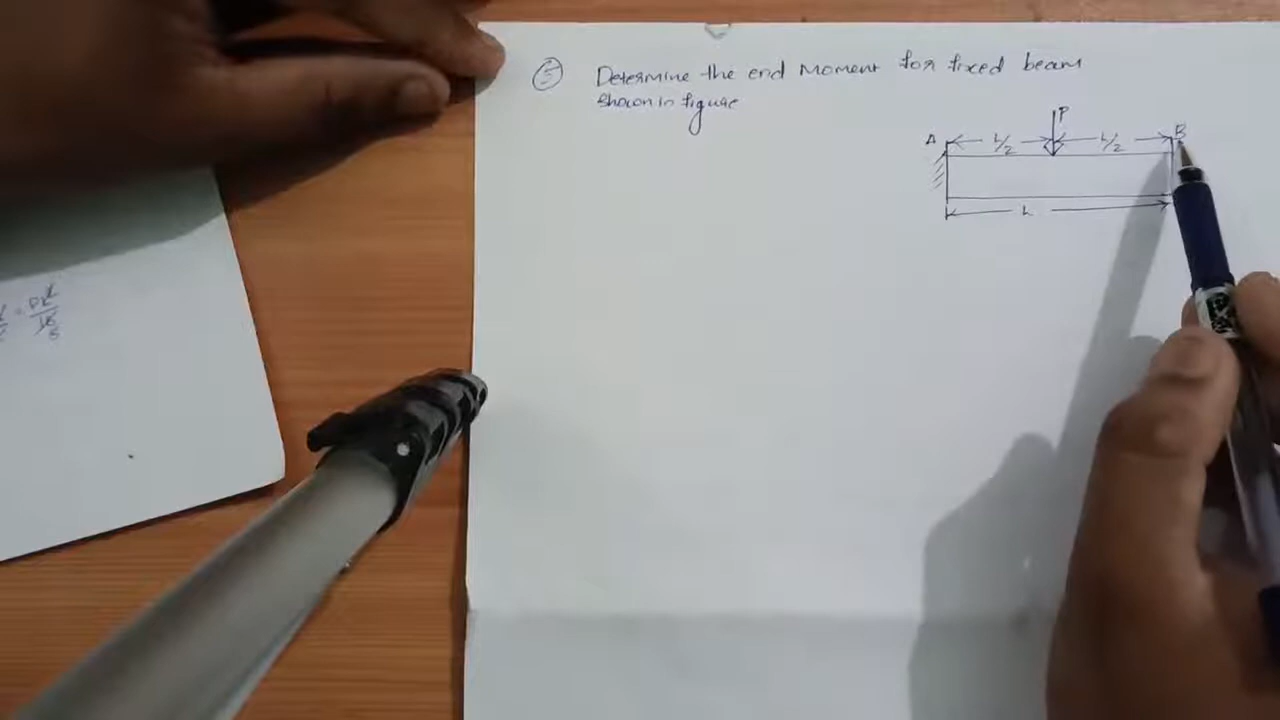 5 Determine the end Moment for fixed beam
shown in figure
P
A L/2 L/2 B
L